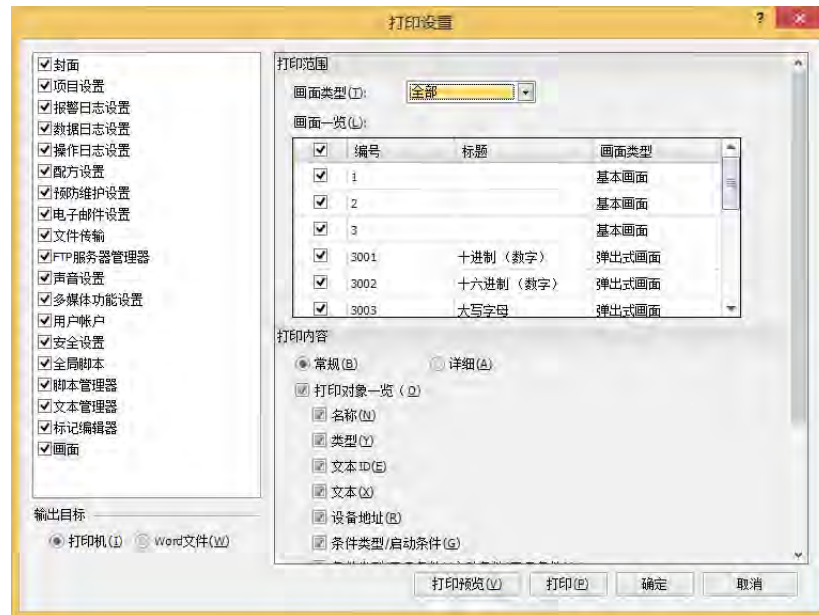 打印设置
?
封面
项目设置
报警日志设置
数据日志设置
操作日志设置
配方设置
预防维护设置
电子邮件设置
文件传输
FTP服务器管理器
声音设置
多媒体功能设置
用户帐户
安全设置
全局脚本
脚本管理器
文本管理器
标记编辑器
画面
输出目标
打印机(I) Word文件(W)
打印范围
画面类型(T): 全部
画面一览(L):
编号 标题 画面类型
1 基本画面
2 基本画面
3 基本画面
3001 十进制（数字） 弹出式画面
3002 十六进制（数字） 弹出式画面
3003 大写字母 弹出式画面
打印内容
常规(B) 详细(A)
打印对象一览（O）
名称(N)
类型(Y)
文本ID(E)
文本(X)
设备地址(R)
条件类型/启动条件(G)
打印预览(V) 打印(P) 确定 取消